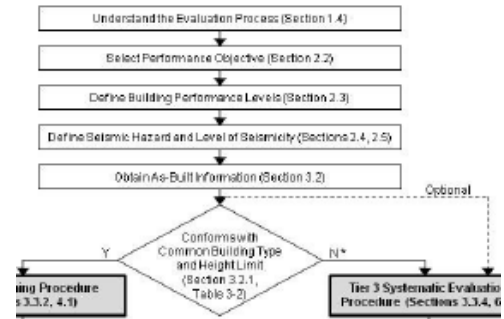 Understand the Evaluation Process (Section 1.4)
Select Performance Objective (Section 2.2)
Define Building Performance Levels (Section 2.3)
Define Seismic Hazard and Level of Seismicity (Sections 2.4, 2.5)
Obtain As-Built Information (Section 3.2)
Optional
Conforms with
Common Building Type
and Height Limit
(Section 3.2.1,
Table 3-2)
Y
N*
ning Procedure
s 3.3.2, 4.1)
Tier 3 Systematic Evaluatio
Procedure (Sections 3.3.4, 6